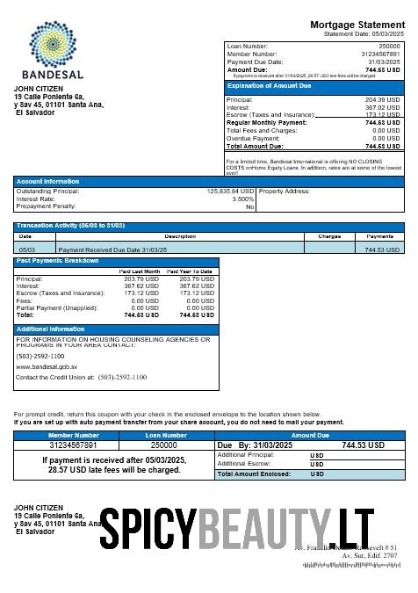 Mortgage Statement
Statement Date: 05/03/2025
BANDESAL
Loan Number: 250000
Member Number: 31234567891
Payment Due Date: 31/03/2025
Amount Due: 744.53 USD
If payment is received after 31/03/2025, 28.57 USD late fees will be charged.
JOHN CITIZEN
19 Calle Poniente 6a,
y 8av 45, 01101 Santa Ana,
El Salvador
Explanation of Amount Due
Principal: 204.39 USD
Interest: 367.02 USD
Escrow (Taxes and Insurance): 173.12 USD
Regular Monthly Payment: 744.53 USD
Total Fees and Charges: 0.00 USD
Overdue Payment: 0.00 USD
Total Amount Due: 744.53 USD
For a limited time, Bandesal International is offering NO CLOSING
COSTS on Home Equity Loans. In addition, rates are at some of the lowest
ever!
Account Information
Outstanding Principal: 125,835.84 USD
Property Address:
Interest Rate: 3.500%
Prepayment Penalty: No
Transaction Activity (05/03 to 31/03)
Date Description Charges Payments
05/03 Payment Received Due Date 31/03/25 744.53 USD
Past Payments Breakdown
Paid Last Month Paid Year To Date
Principal: 203.79 USD 203.79 USD
Interest: 367.62 USD 367.62 USD
Escrow (Taxes and Insurance): 173.12 USD 173.12 USD
Fees: 0.00 USD 0.00 USD
Partial Payment (Unapplied): 0.00 USD 0.00 USD
Total: 744.53 USD 744.53 USD
Additional Information
FOR INFORMATION ON HOUSING COUNSELING AGENCIES OR
PROGRAMS IN YOUR AREA CONTACT:
(503)-2592-1100
www.bandesal.gob.sv
Contact the Credit Union at: (503)-2592-1100
For prompt credit, return this coupon with your check in the enclosed envelope to the location shown below.
If you are set up with auto payment transfer from your share account, you do not need to mail your payment.
Member Number Loan Number Amount Due
31234567891 250000 Due By: 31/03/2025 744.53 USD
If payment is received after 05/03/2025,
28.57 USD late fees will be charged.
Additional Principal: USD
Additional Escrow: USD
Total Amount Enclosed: USD
JOHN CITIZEN
19 Calle Poniente 6a,
y 8av 45, 01101 Santa Ana,
El Salvador
SPICYBEAUTY.LT
Roosevelt # 51
Av. Sur, Edif. 2707